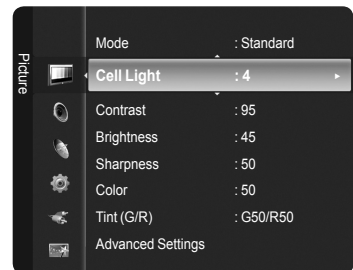 Picture
Mode : Standard
Cell Light : 4
Contrast : 95
Brightness : 45
Sharpness : 50
Color : 50
Tint (G/R) : G50/R50
Advanced Settings